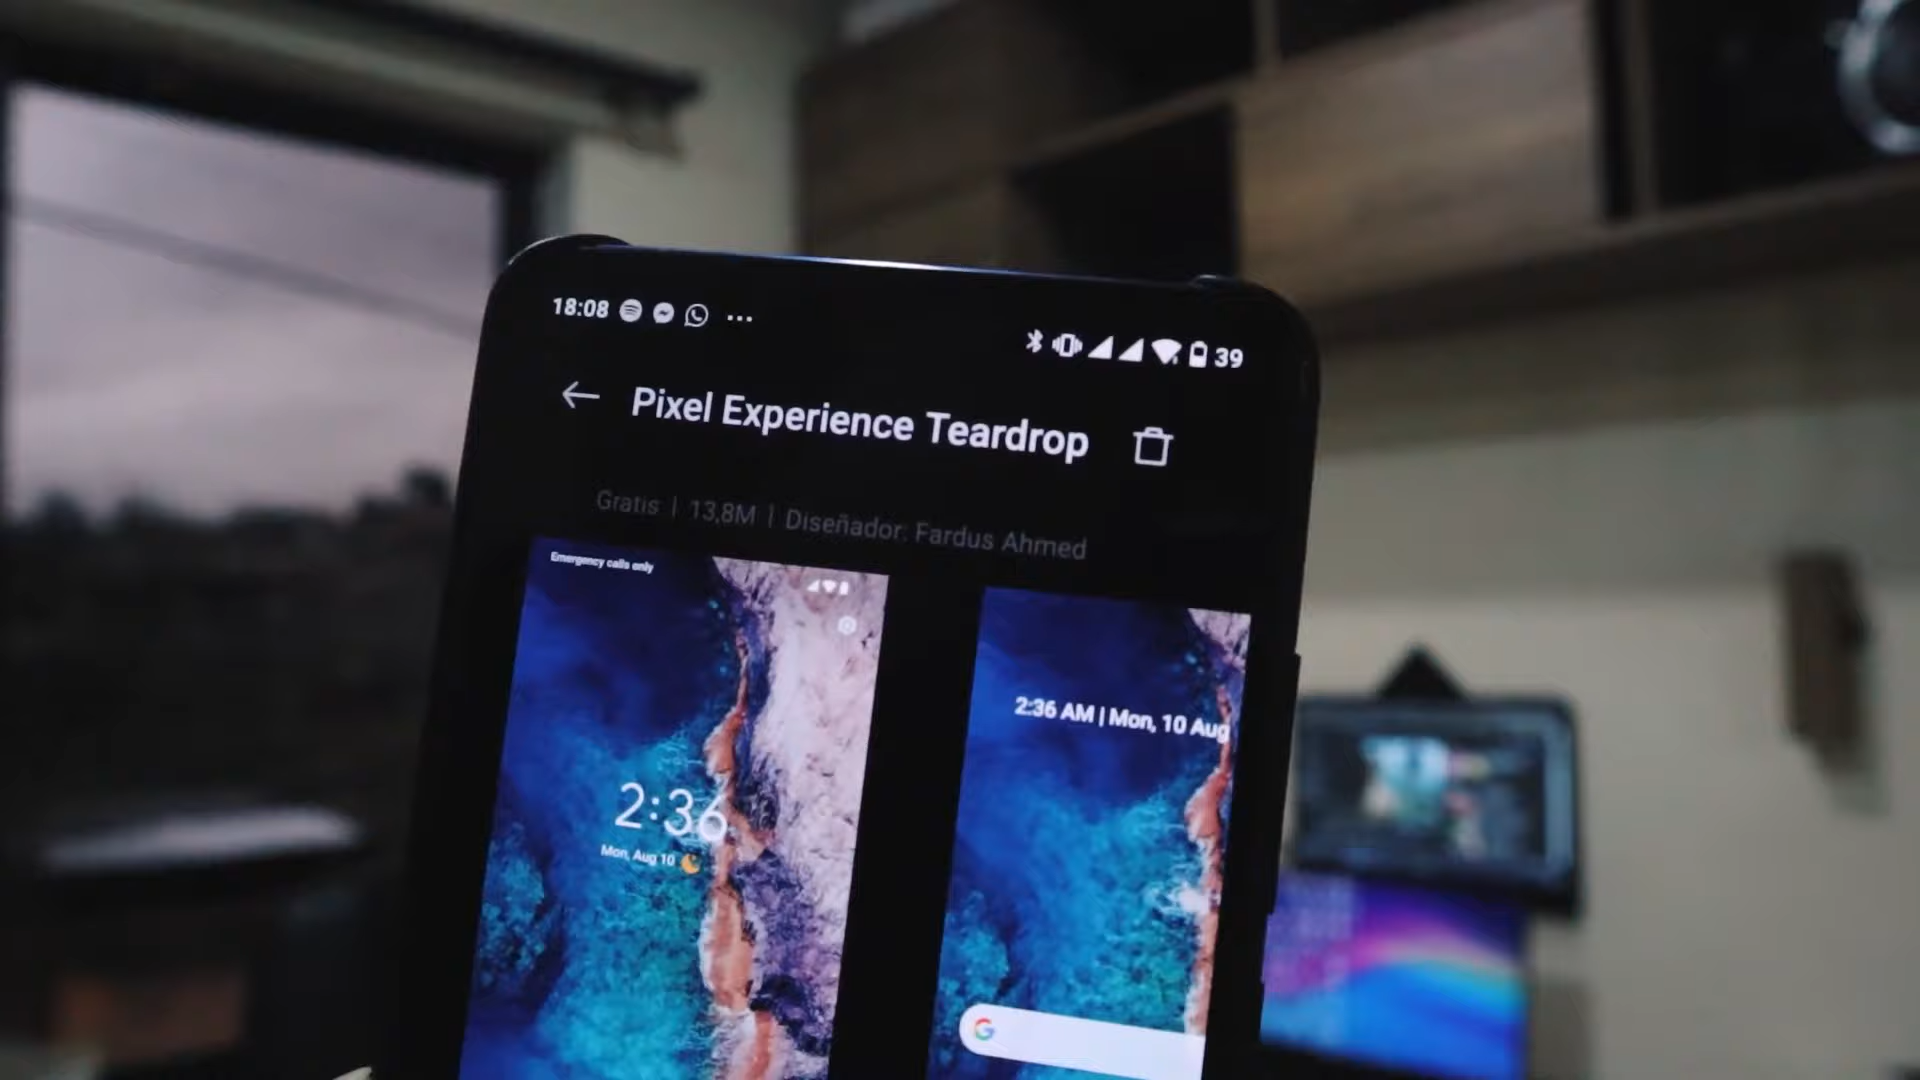 18:08 ... 39
Pixel Experience Teardrop
Gratis | 13,8M | Diseñador: Fardus Ahmed
Emergency calls only
2:36
Mon, Aug 10
2:36 AM | Mon, 10 Aug
G